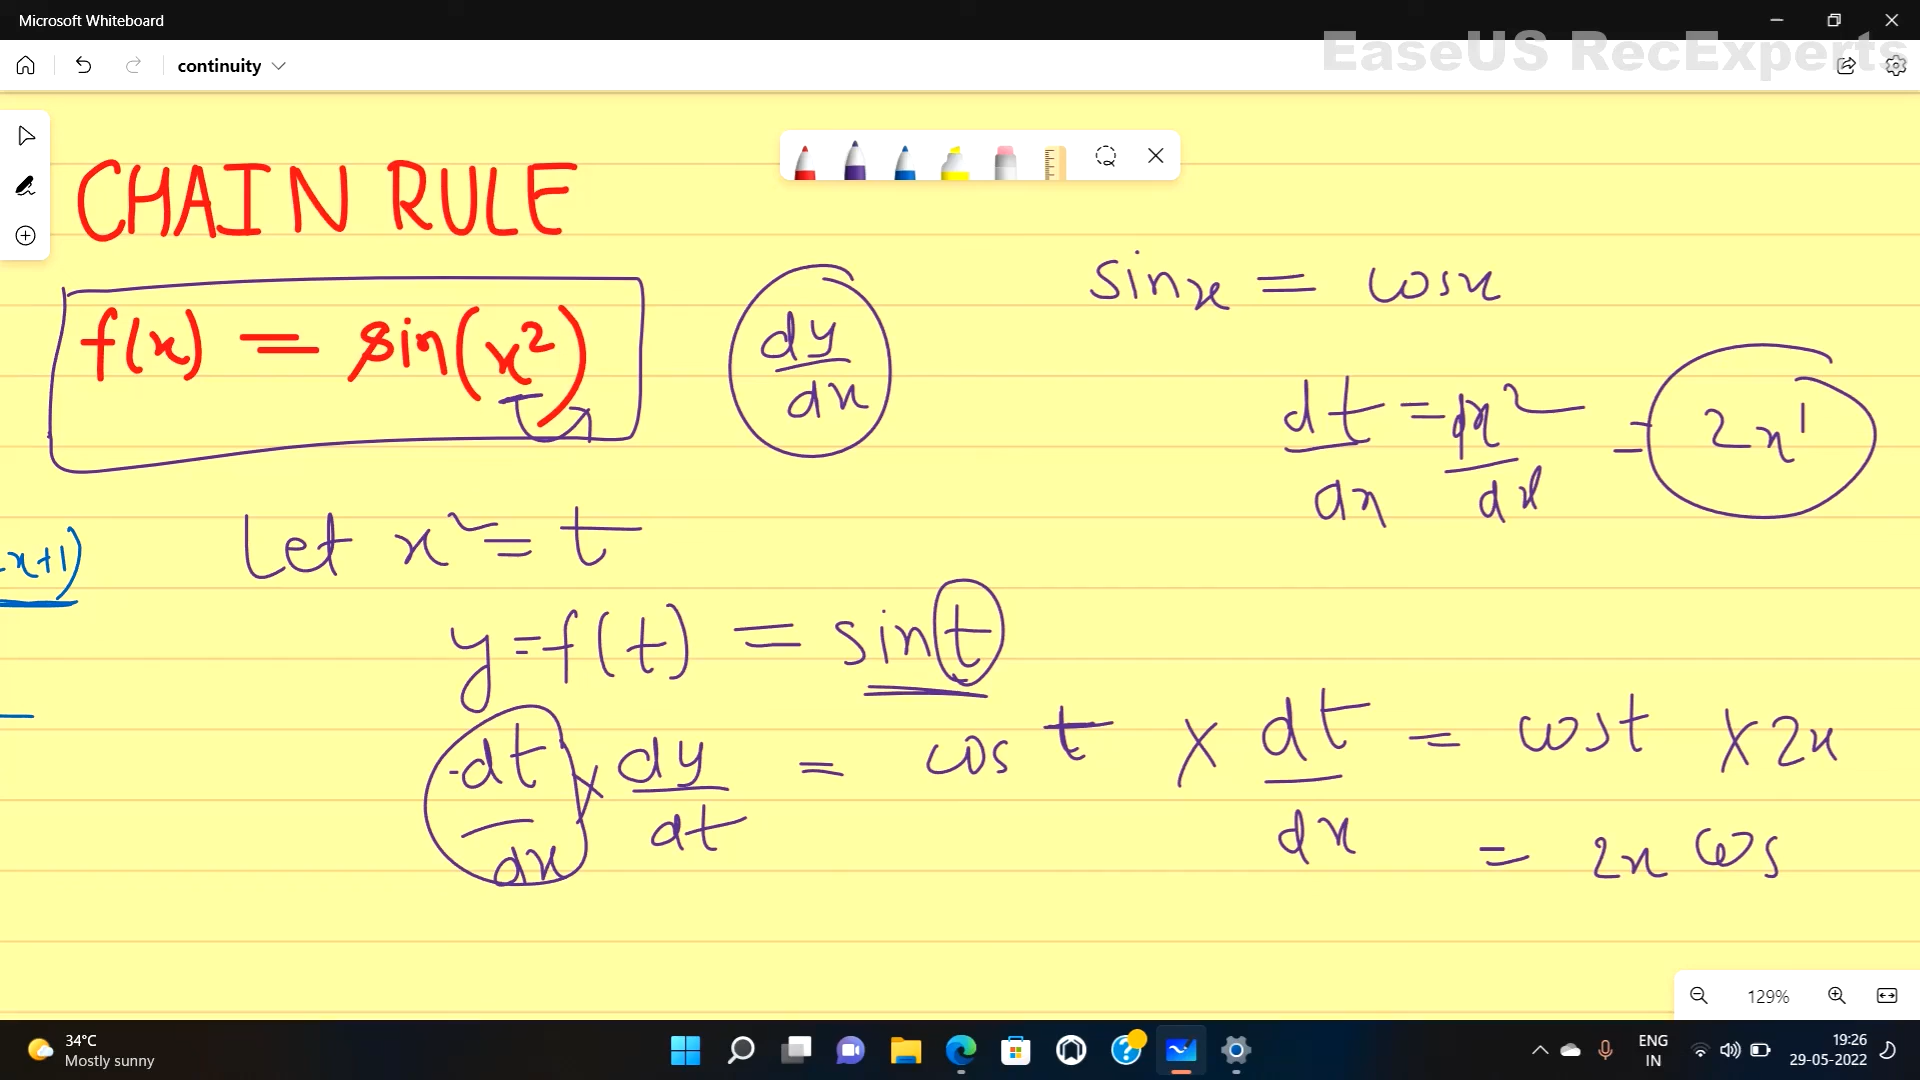 Microsoft Whiteboard
EaseUS RecExperts
continuity
CHAIN RULE
f(x) = sin(x²)
dy/dx
sinx = cosx
dt/dx = dx²/dx = 2x¹
Let x² = t
x+1)
y = f(t) = sin t
dt/dx × dy/dt = cos t × dt/dx = cost × 2x
= 2x cos
129%
34°C
Mostly sunny
ENG
IN
19:26
29-05-2022